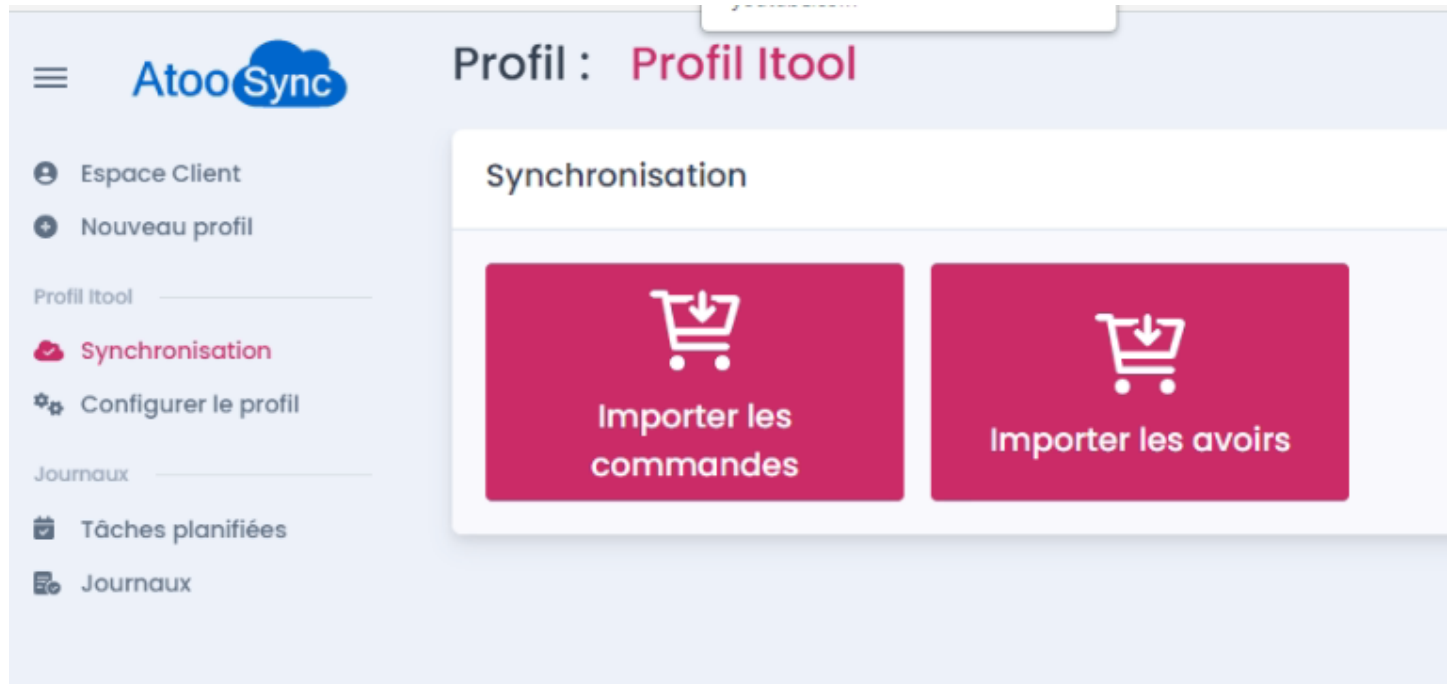 AtooSync
Profil : Profil Itool
Espace Client
Nouveau profil
Profil Itool
Synchronisation
Configurer le profil
Journaux
Tâches planifiées
Journaux
Synchronisation
Importer les
commandes
Importer les avoirs